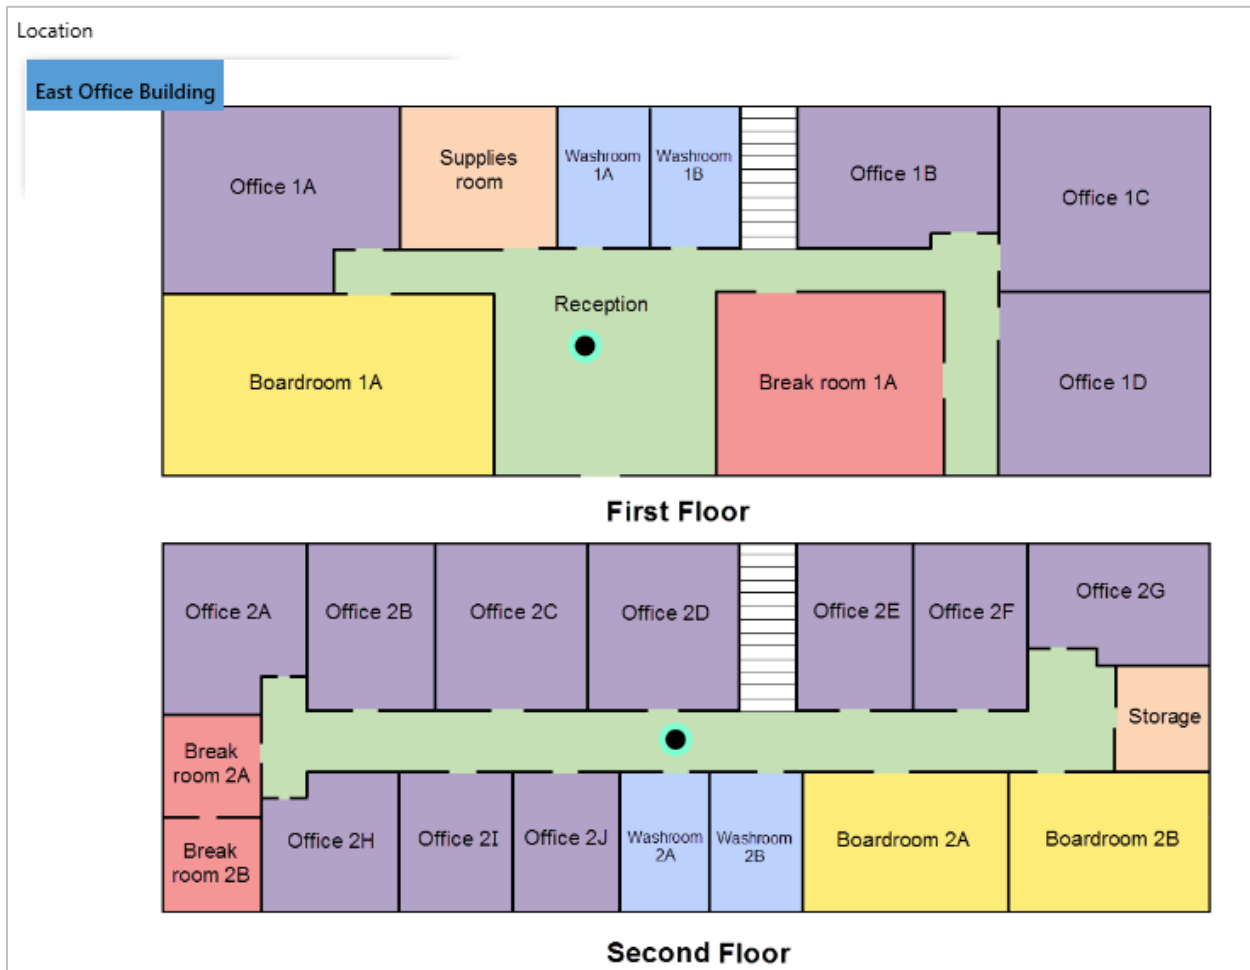 Location
East Office Building
Office 1A
Supplies
room
Washroom
1A
Washroom
1B
Office 1B
Office 1C
Reception
Boardroom 1A
Break room 1A
Office 1D
First Floor
Office 2A
Office 2B
Office 2C
Office 2D
Office 2E
Office 2F
Office 2G
Storage
Break
room 2A
Break
room 2B
Office 2H
Office 2I
Office 2J
Washroom
2A
Washroom
2B
Boardroom 2A
Boardroom 2B
Second Floor